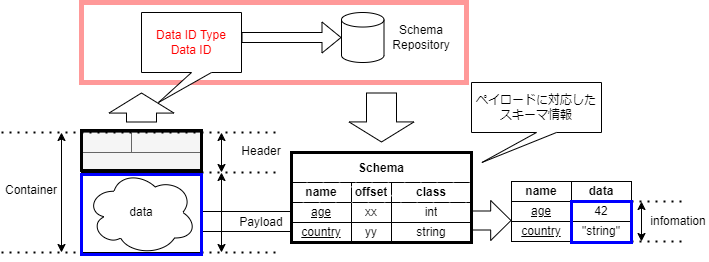 Data ID Type
Data ID
Schema
Repository
ペイロードに対応した
スキーマ情報
Container
Header
data
Payload
Schema
name offset class
age xx int
country yy string
name data
age 42
country "string"
infomation